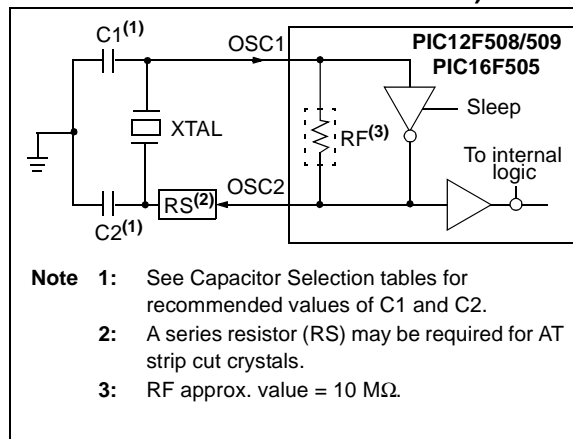 C1(1)
OSC1
PIC12F508/509
PIC16F505
Sleep
XTAL
RF(3)
To internal
logic
OSC2
RS(2)
C2(1)
Note 1: See Capacitor Selection tables for
recommended values of C1 and C2.
2: A series resistor (RS) may be required for AT
strip cut crystals.
3: RF approx. value = 10 MΩ.